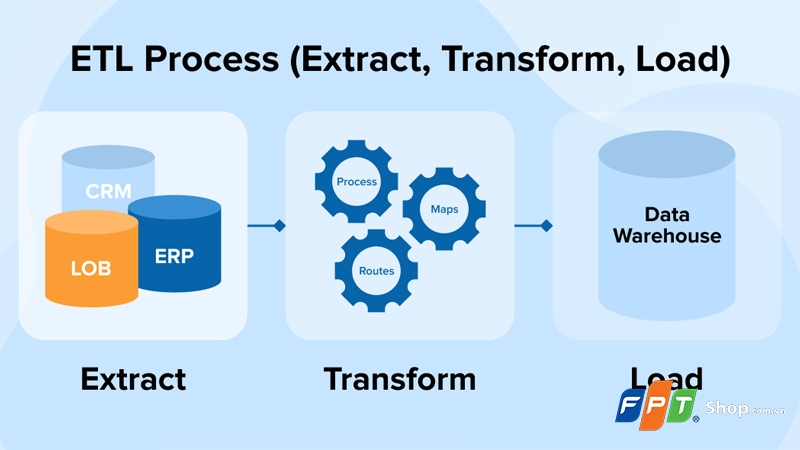 ETL Process (Extract, Transform, Load)
CRM
LOB
ERP
Process
Maps
Routes
Data
Warehouse
Extract
Transform
Load
FPT® Shop.com.vn